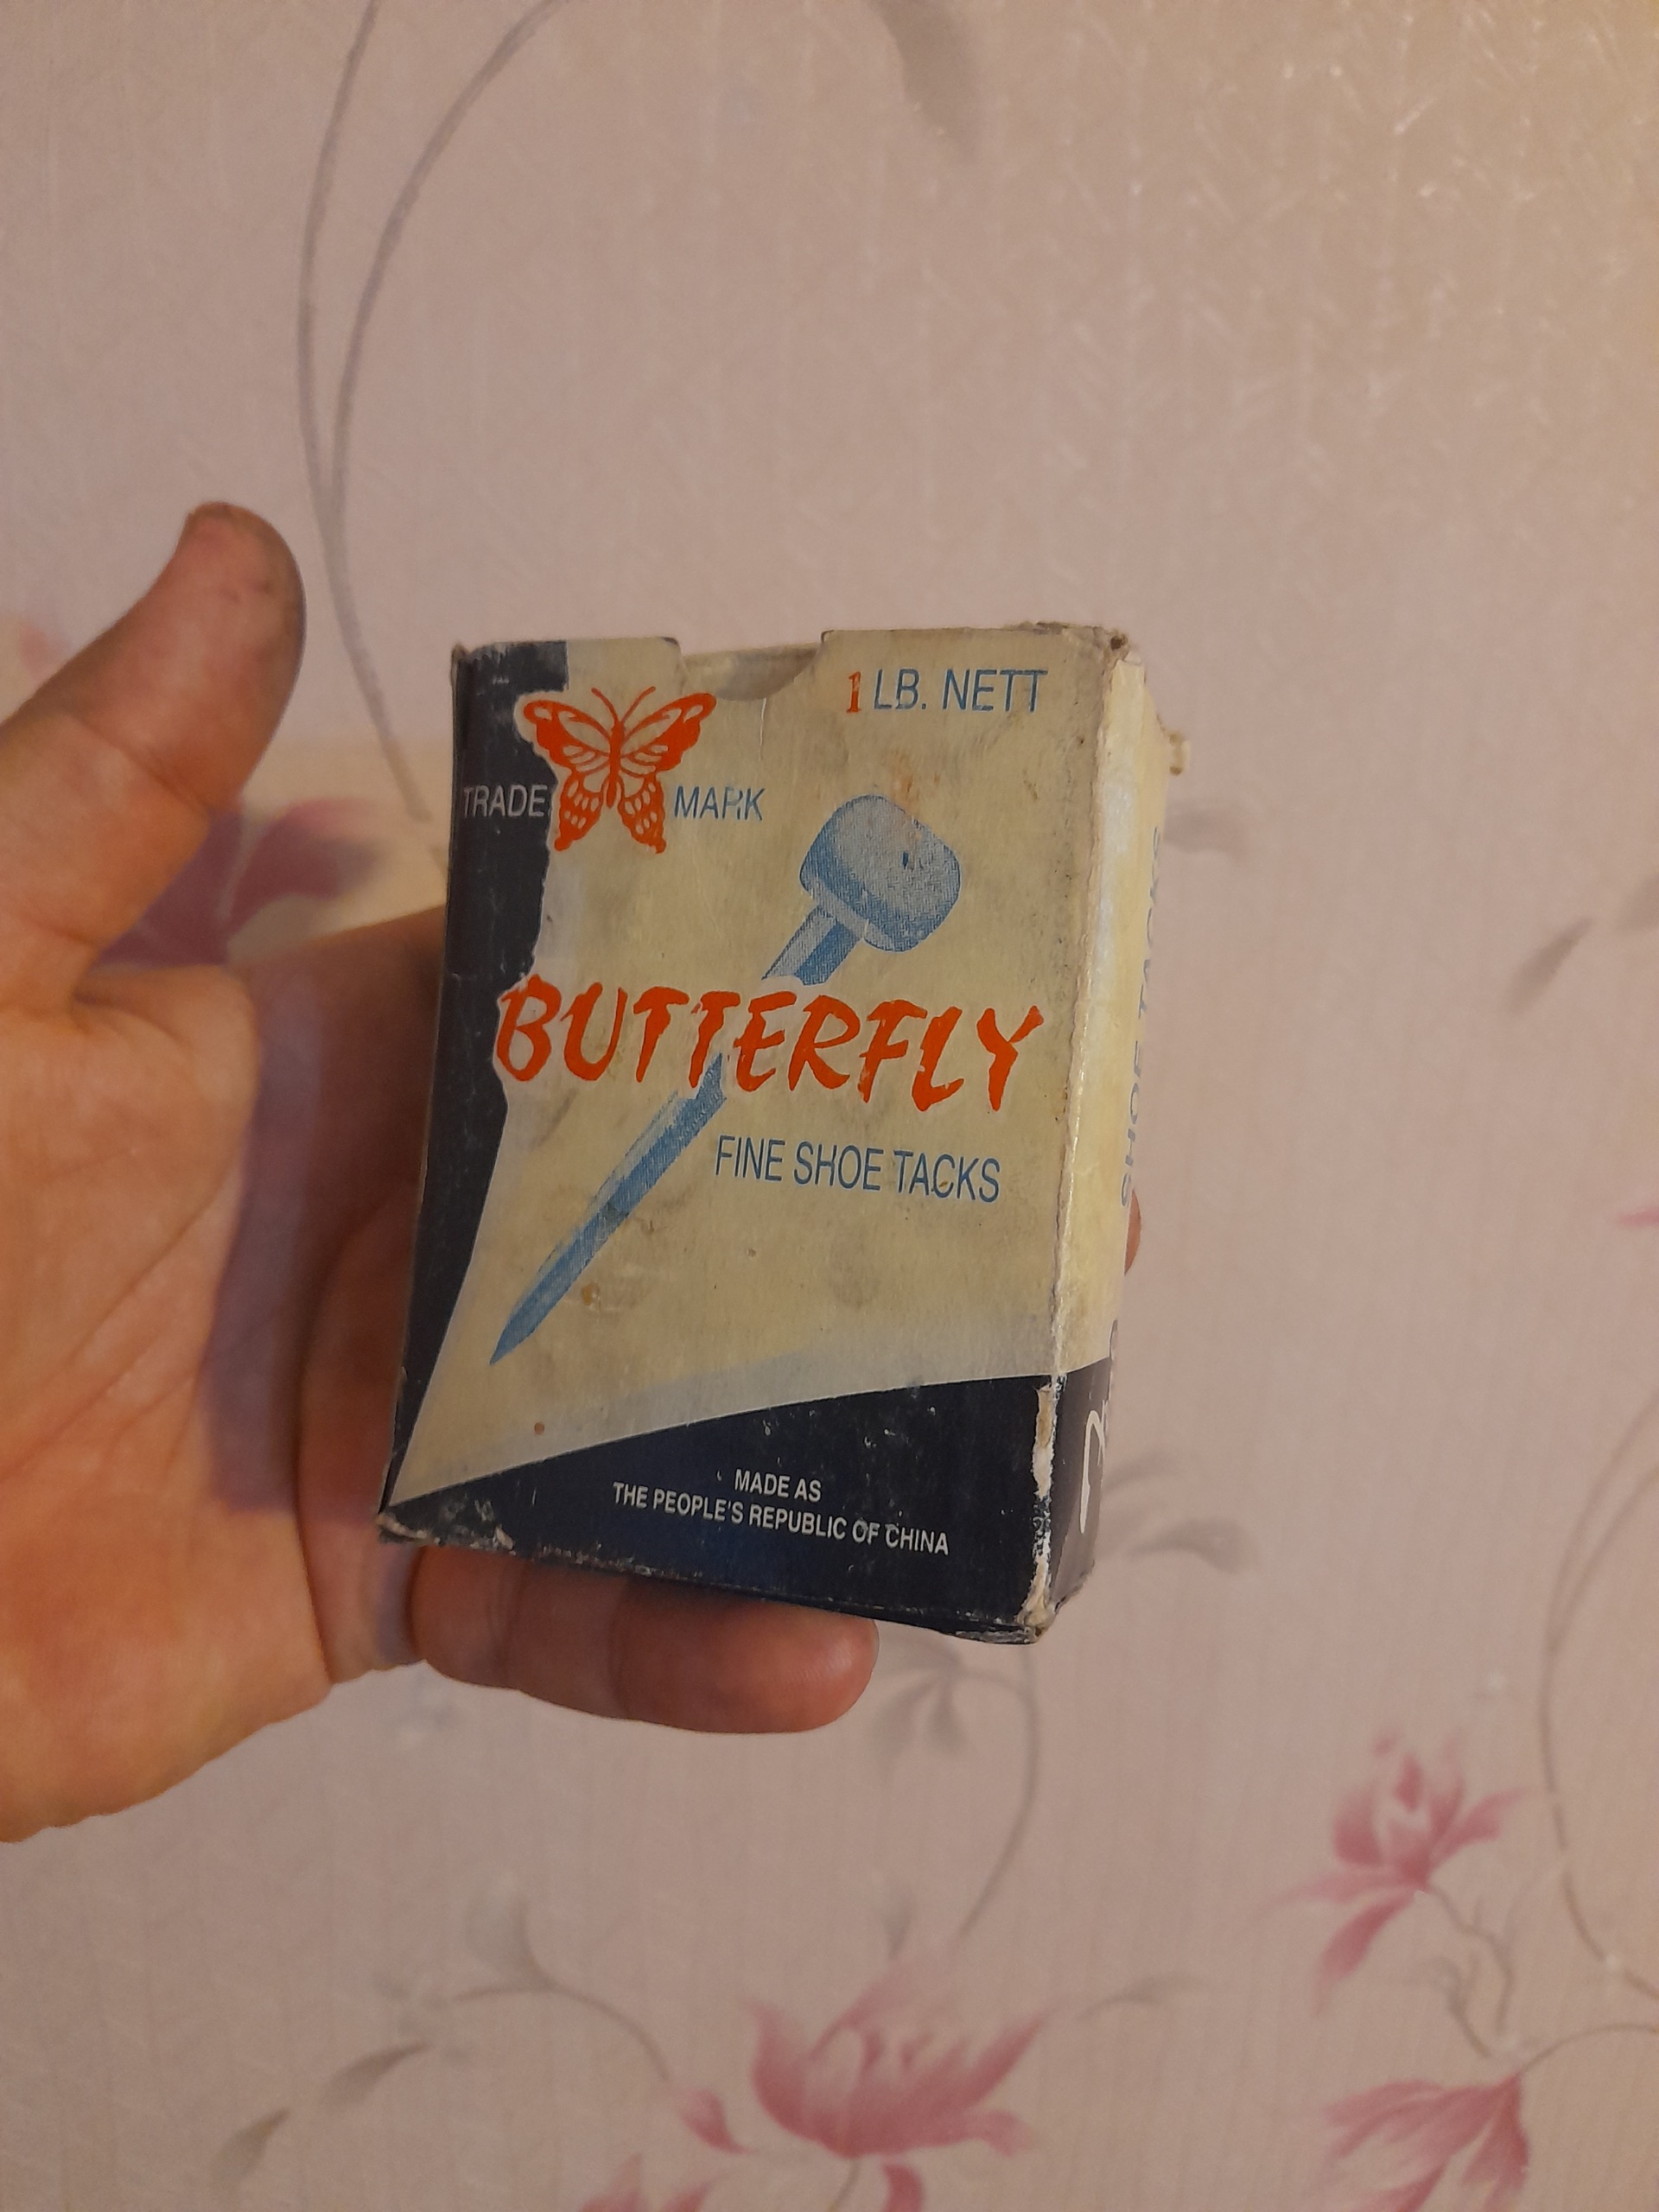 1 LB. NETT
TRADE MARK
BUTTERFLY
FINE SHOE TACKS
MADE AS
THE PEOPLE'S REPUBLIC OF CHINA
SHOE TACKS